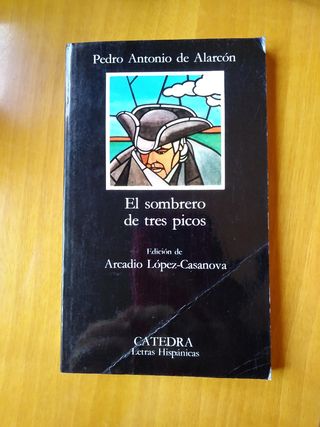 Pedro Antonio de Alarcón
El sombrero
de tres picos
Edición de
Arcadio López-Casanova
CATEDRA
Letras Hispánicas